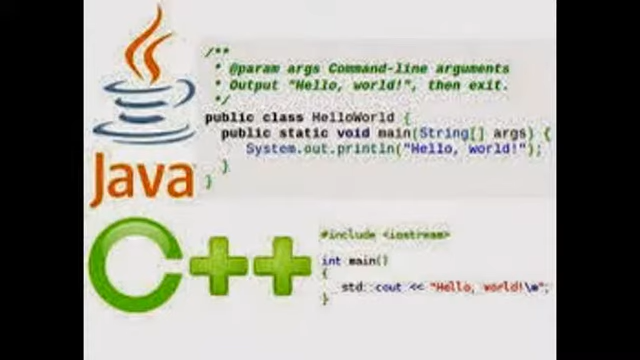 /**
* @param args Command-line arguments
* Output "Hello, world!", then exit.
*/
public class HelloWorld {
public static void main(String[] args) {
System.out.println("Hello, world!");
}
}
Java
C++
#include <iostream>
int main()
{
std::cout << "Hello, world!\n";
}